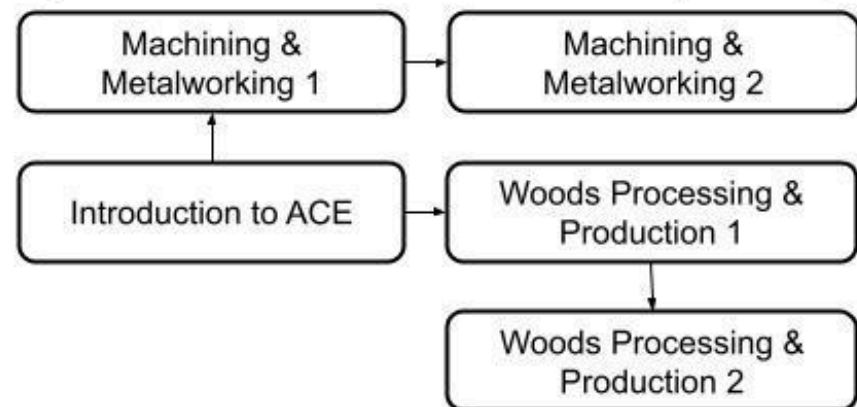 Machining &
Metalworking 1
Machining &
Metalworking 2
Introduction to ACE
Woods Processing &
Production 1
Woods Processing &
Production 2